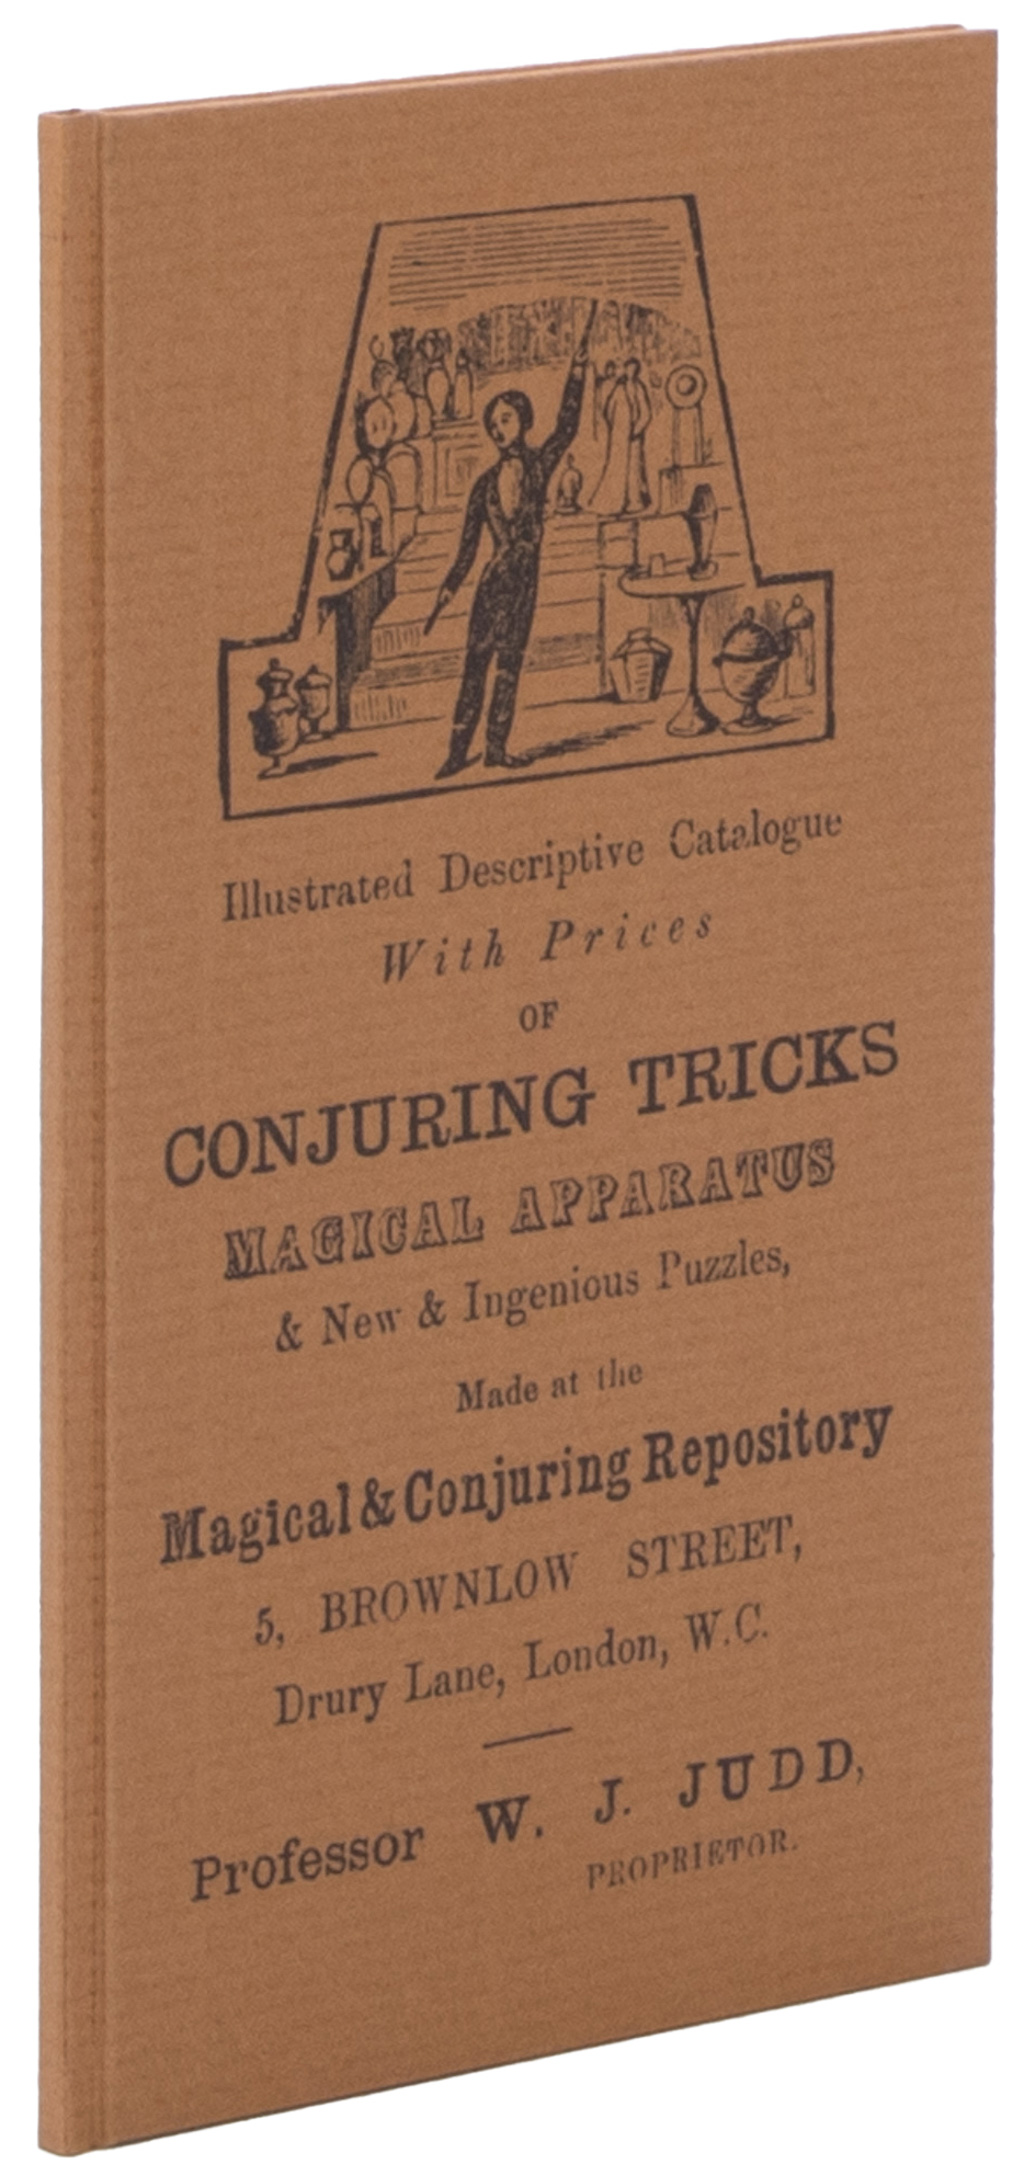 Illustrated Descriptive Catalogue
With Prices
OF
CONJURING TRICKS
MAGICAL APPARATUS
& New & Ingenious Puzzles,
Made at the
Magical & Conjuring Repository
5, BROWNLOW STREET,
Drury Lane, London, W.C.
Professor W. J. JUDD,
PROPRIETOR.